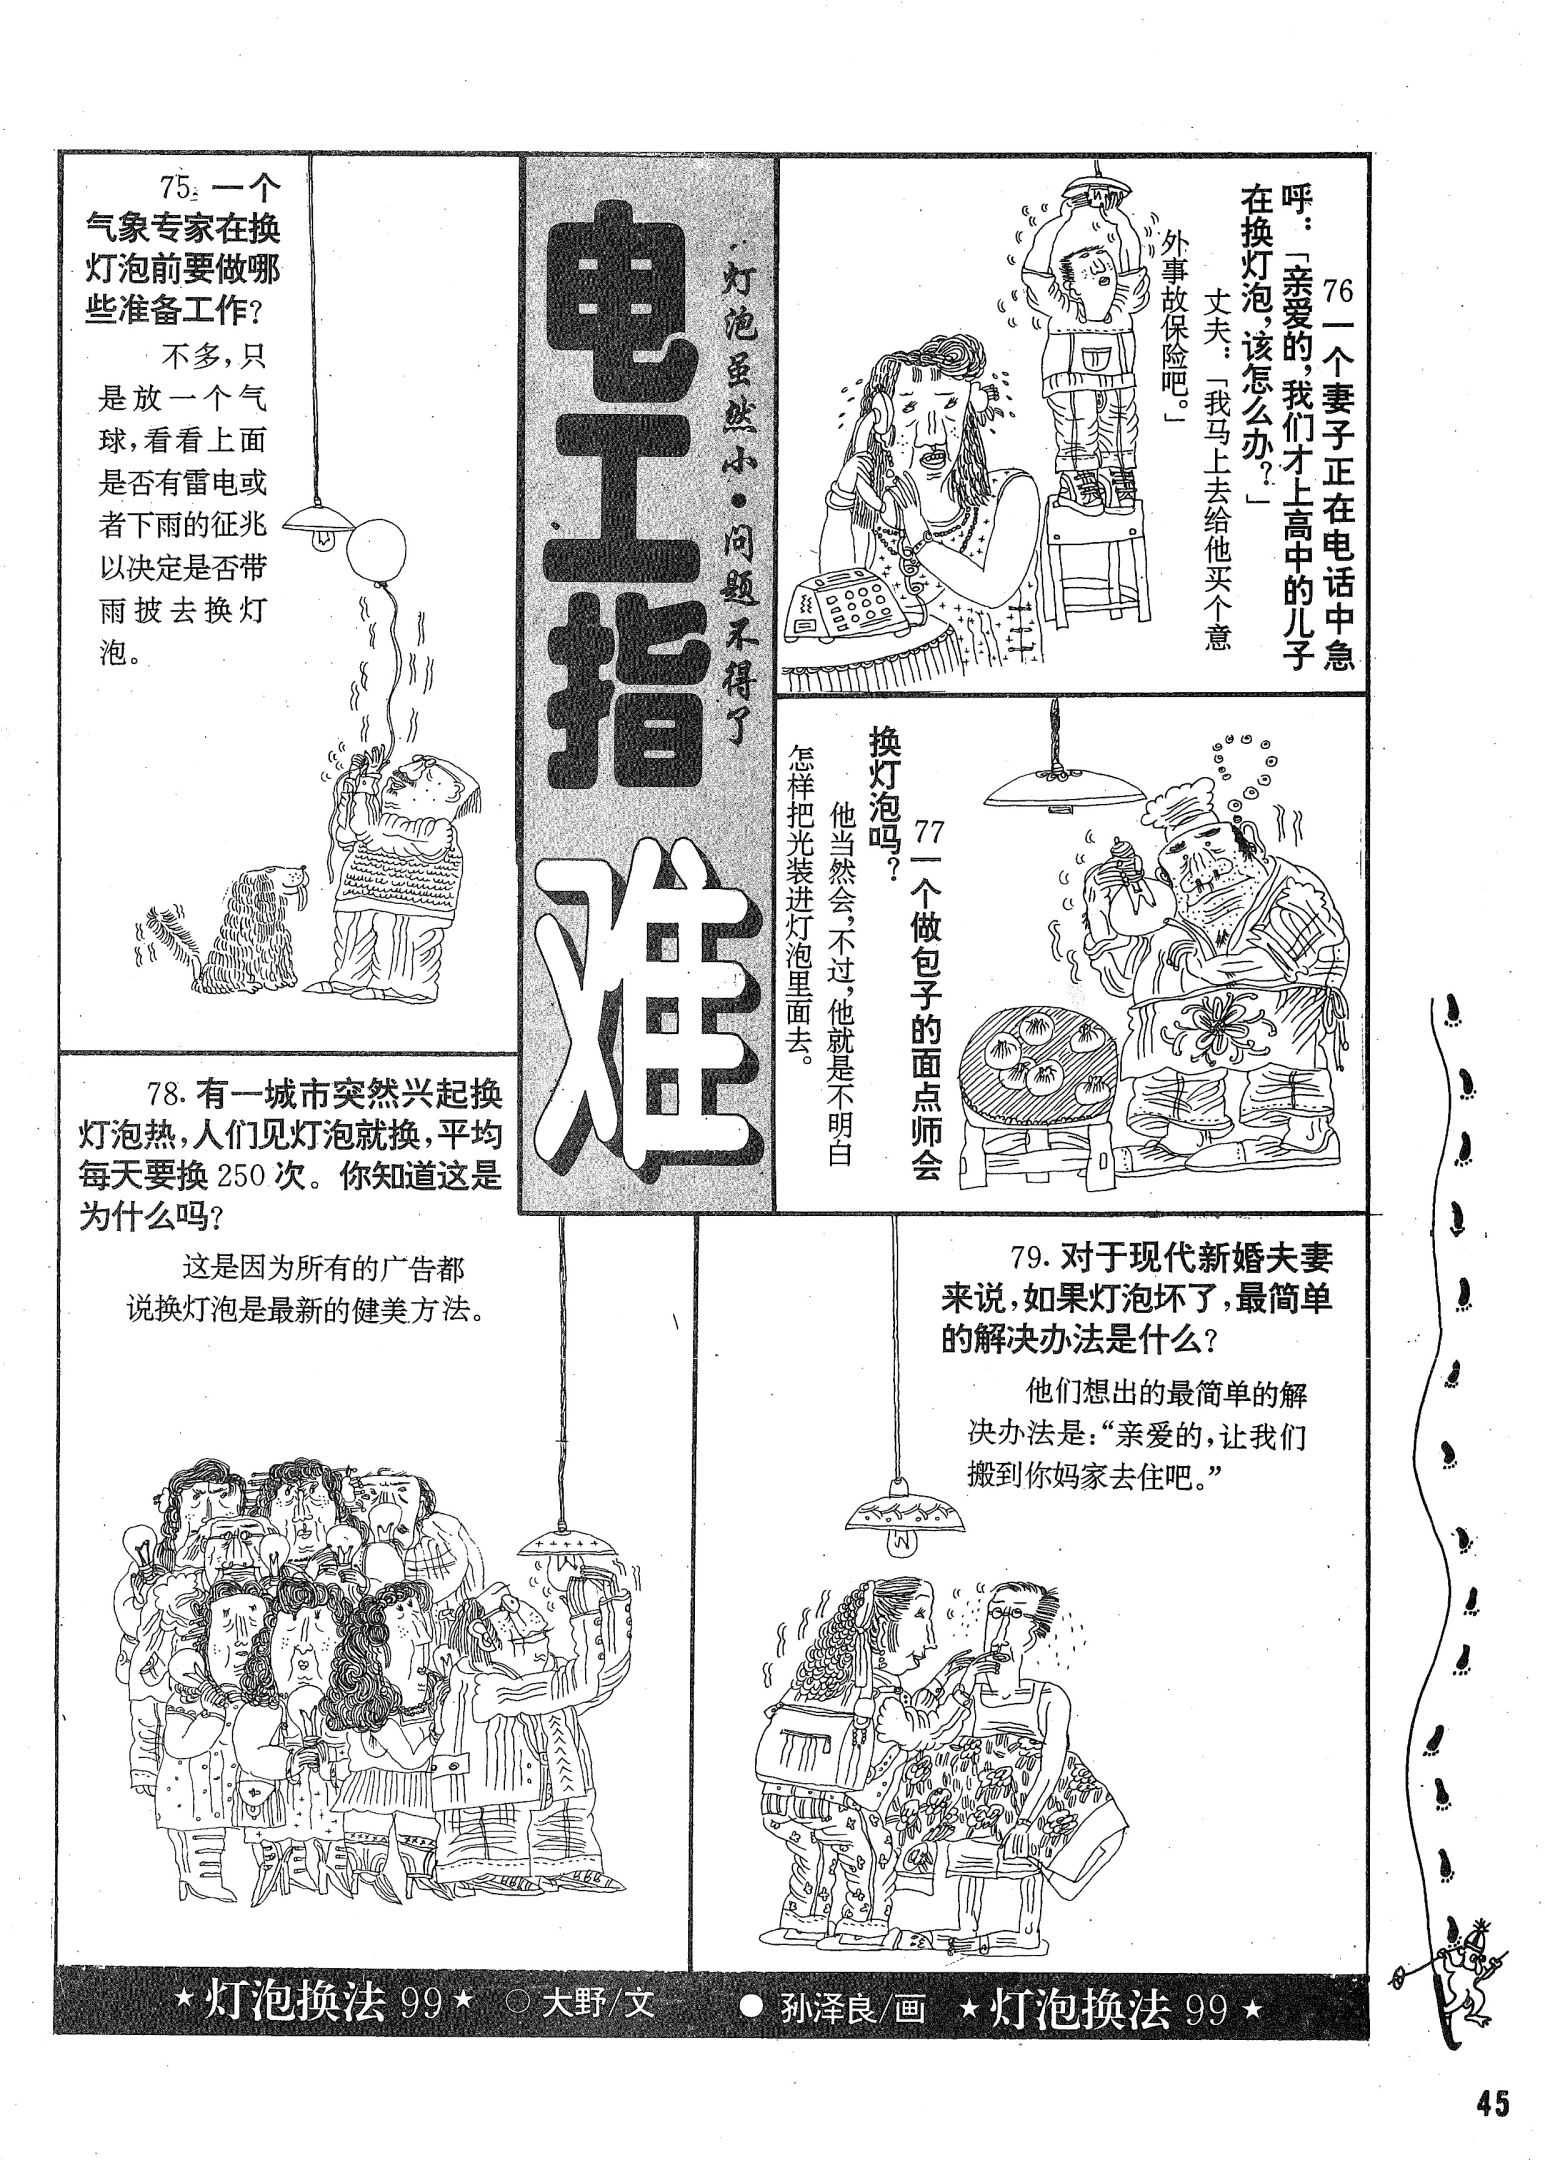 75. 一个
气象专家在换
灯泡前要做哪
些准备工作？
不多，只
是放一个气
球，看看上面
是否有雷电或
者下雨的征兆
以决定是否带
雨披去换灯
泡。
电工指难
灯泡虽然小●问题不得了
76 一个妻子正在电话中急
呼：「亲爱的，我们才上高中的儿子
在换灯泡，该怎么办？」
丈夫：「我马上去给他买个意
外事故保险吧。」
77 一个做包子的面点师会
换灯泡吗？
他当然会，不过，他就是不明白
怎样把光装进灯泡里面去。
78. 有一城市突然兴起换
灯泡热，人们见灯泡就换，平均
每天要换 250 次。你知道这是
为什么吗？
这是因为所有的广告都
说换灯泡是最新的健美方法。
79. 对于现代新婚夫妻
来说，如果灯泡坏了，最简单
的解决办法是什么？
他们想出的最简单的解
决办法是：“亲爱的，让我们
搬到你妈家去住吧。”
★灯泡换法 99★ ○大野/文 ●孙泽良/画 ★灯泡换法 99★
45